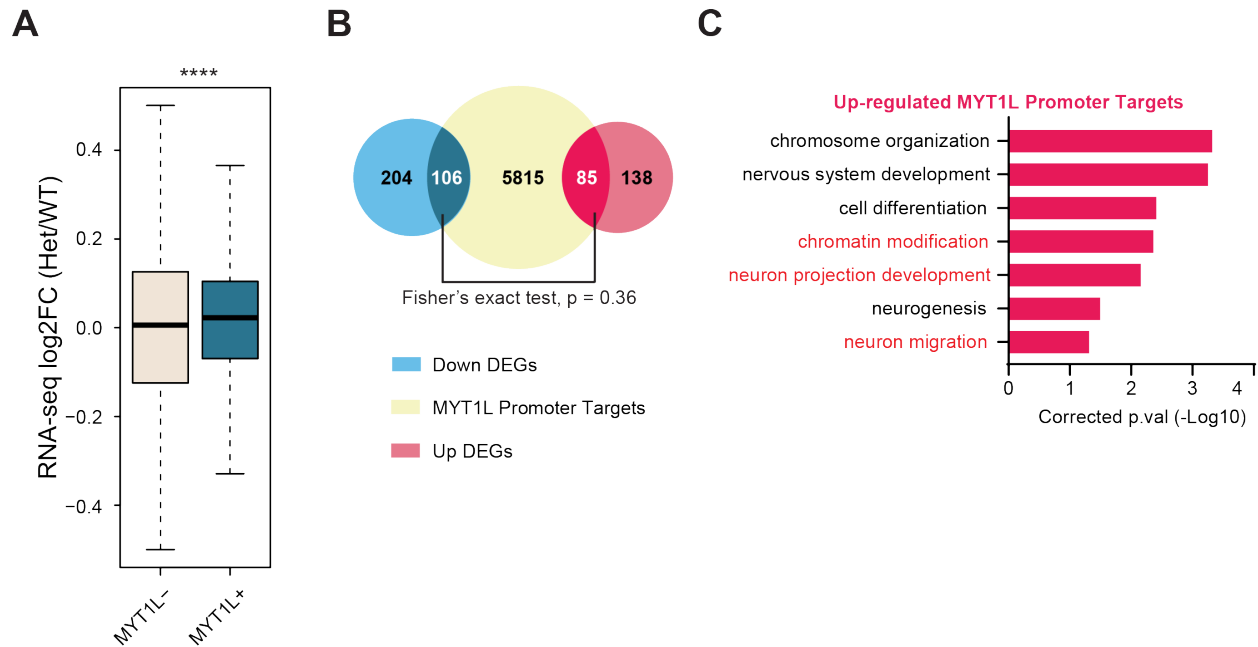 A
B
C
****
RNA-seq log2FC (Het/WT)
0.4
0.2
0.0
−0.2
−0.4
MYT1L−
MYT1L+
204
106
5815
85
138
Fisher’s exact test, p = 0.36
Down DEGs
MYT1L Promoter Targets
Up DEGs
Up-regulated MYT1L Promoter Targets
chromosome organization
nervous system development
cell differentiation
chromatin modification
neuron projection development
neurogenesis
neuron migration
0 1 2 3 4
Corrected p.val (-Log10)